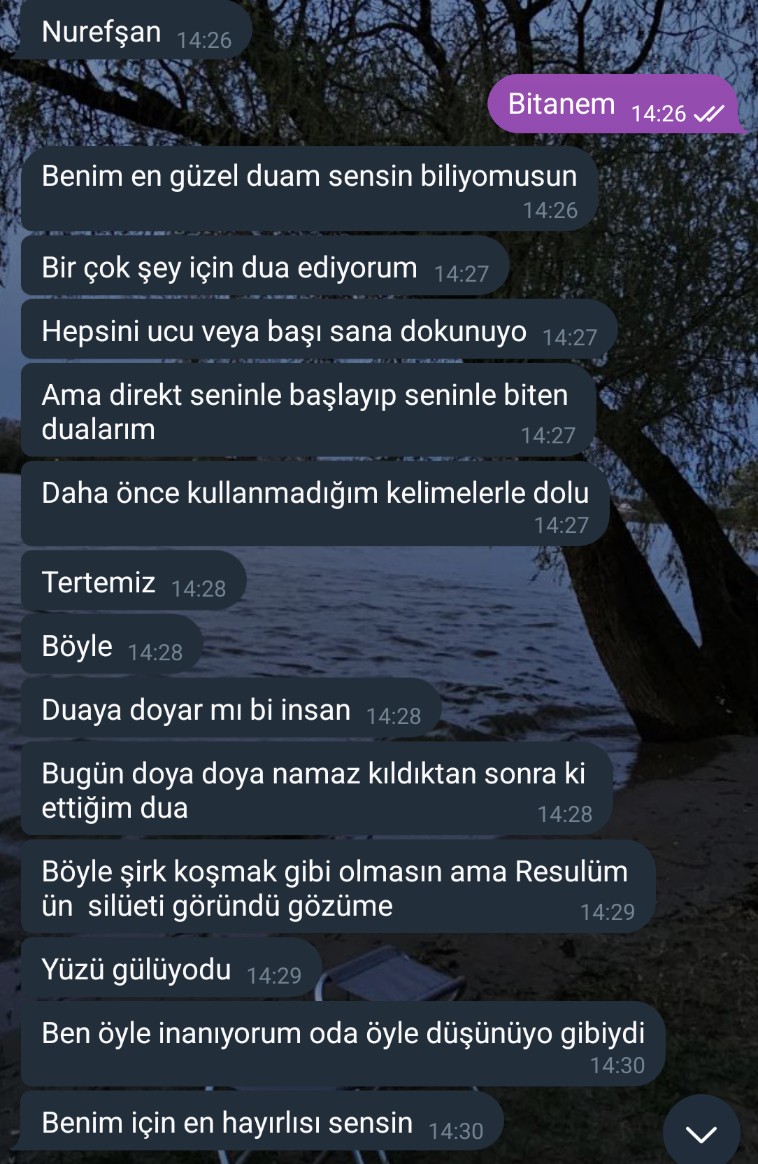 Nurefşan 14:26
Bitanem 14:26
Benim en güzel duam sensin biliyomusun
14:26
Bir çok şey için dua ediyorum 14:27
Hepsini ucu veya başı sana dokunuyo 14:27
Ama direkt seninle başlayıp seninle biten
dualarım 14:27
Daha önce kullanmadığım kelimelerle dolu
14:27
Tertemiz 14:28
Böyle 14:28
Duaya doyar mı bi insan 14:28
Bugün doya doya namaz kıldıktan sonra ki
ettiğim dua 14:28
Böyle şirk koşmak gibi olmasın ama Resulüm
ün silüeti göründü gözüme 14:29
Yüzü gülüyodu 14:29
Ben öyle inanıyorum oda öyle düşünüyo gibiydi
14:30
Benim için en hayırlısı sensin 14:30